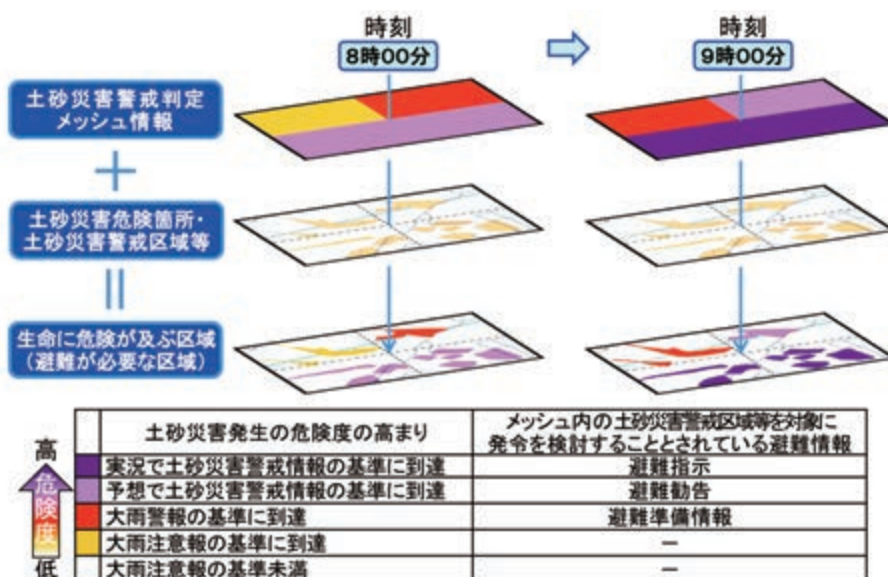 時刻
8時00分
時刻
9時00分
土砂災害警戒判定
メッシュ情報
＋
土砂災害危険箇所・
土砂災害警戒区域等
生命に危険が及ぶ区域
（避難が必要な区域）
高
危険度
低
土砂災害発生の危険度の高まり
メッシュ内の土砂災害警戒区域等を対象に
発令を検討することとされている避難情報
実況で土砂災害警戒情報の基準に到達
避難指示
予想で土砂災害警戒情報の基準に到達
避難勧告
大雨警報の基準に到達
避難準備情報
大雨注意報の基準に到達
－
大雨注意報の基準未満
－